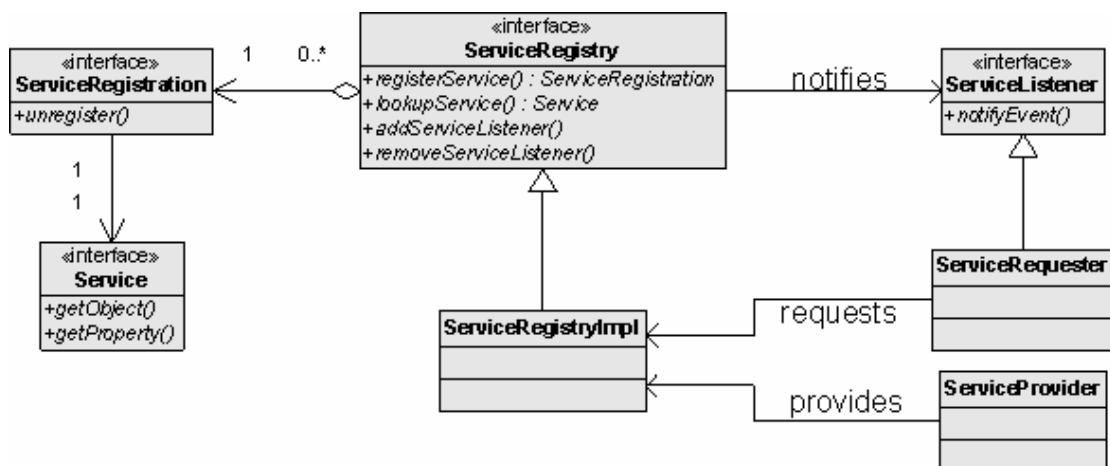 «interface»
ServiceRegistration
+unregister()
1
0..*
«interface»
ServiceRegistry
+registerService() : ServiceRegistration
+lookupService() : Service
+addServiceListener()
+removeServiceListener()
notifies
«interface»
ServiceListener
+notifyEvent()
1
1
«interface»
Service
+getObject()
+getProperty()
ServiceRegistryImpl
requests
provides
ServiceRequester
ServiceProvider